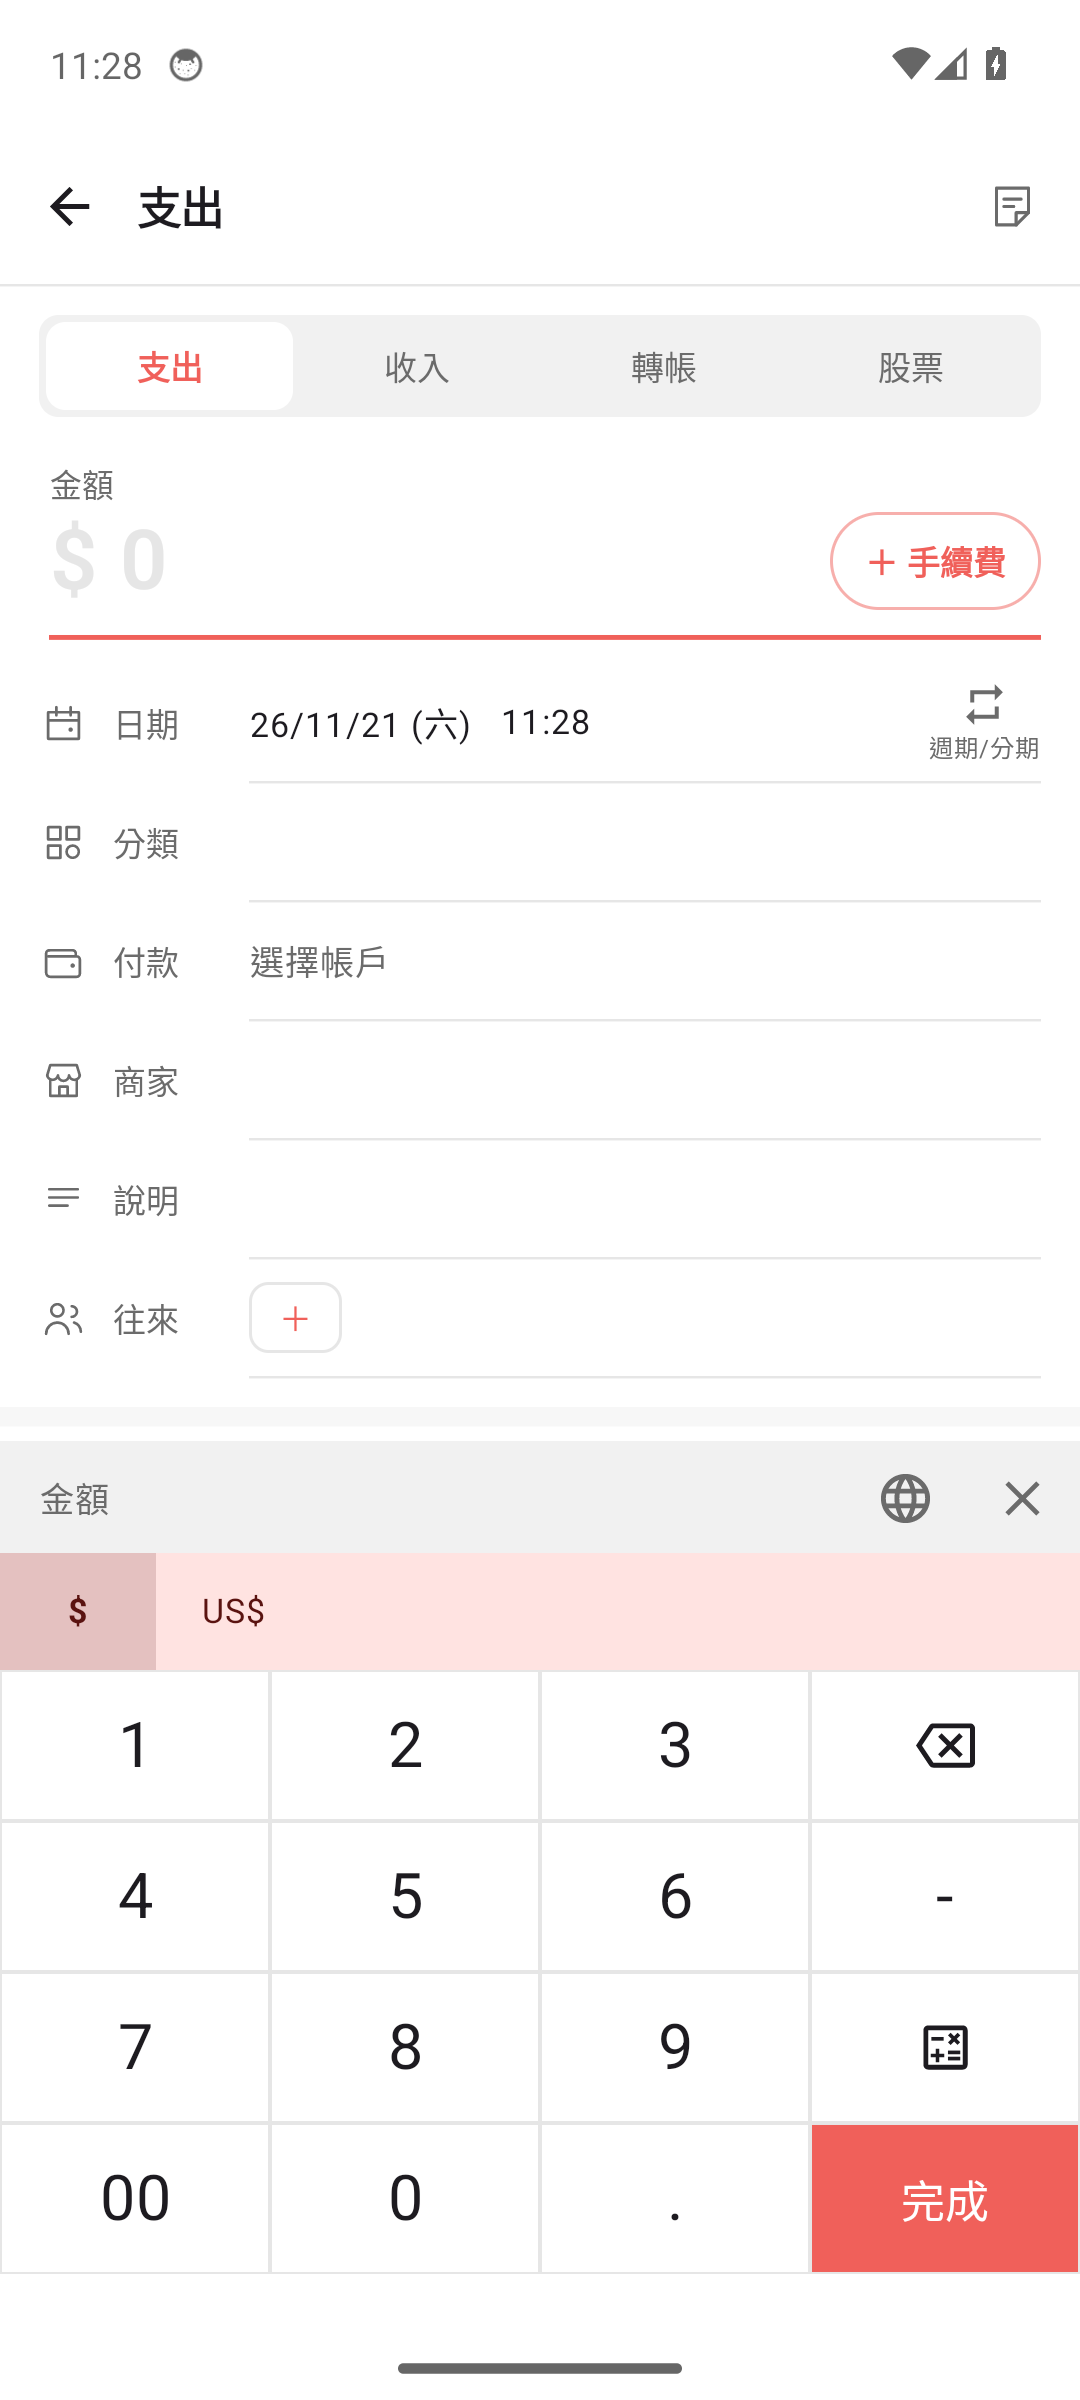 11:28
支出
支出 收入 轉帳 股票
金額
$ 0
+ 手續費
日期 26/11/21 (六) 11:28
週期/分期
分類
付款 選擇帳戶
商家
說明
往來 +
金額
$ US$
1 2 3
4 5 6 -
7 8 9
00 0 . 完成